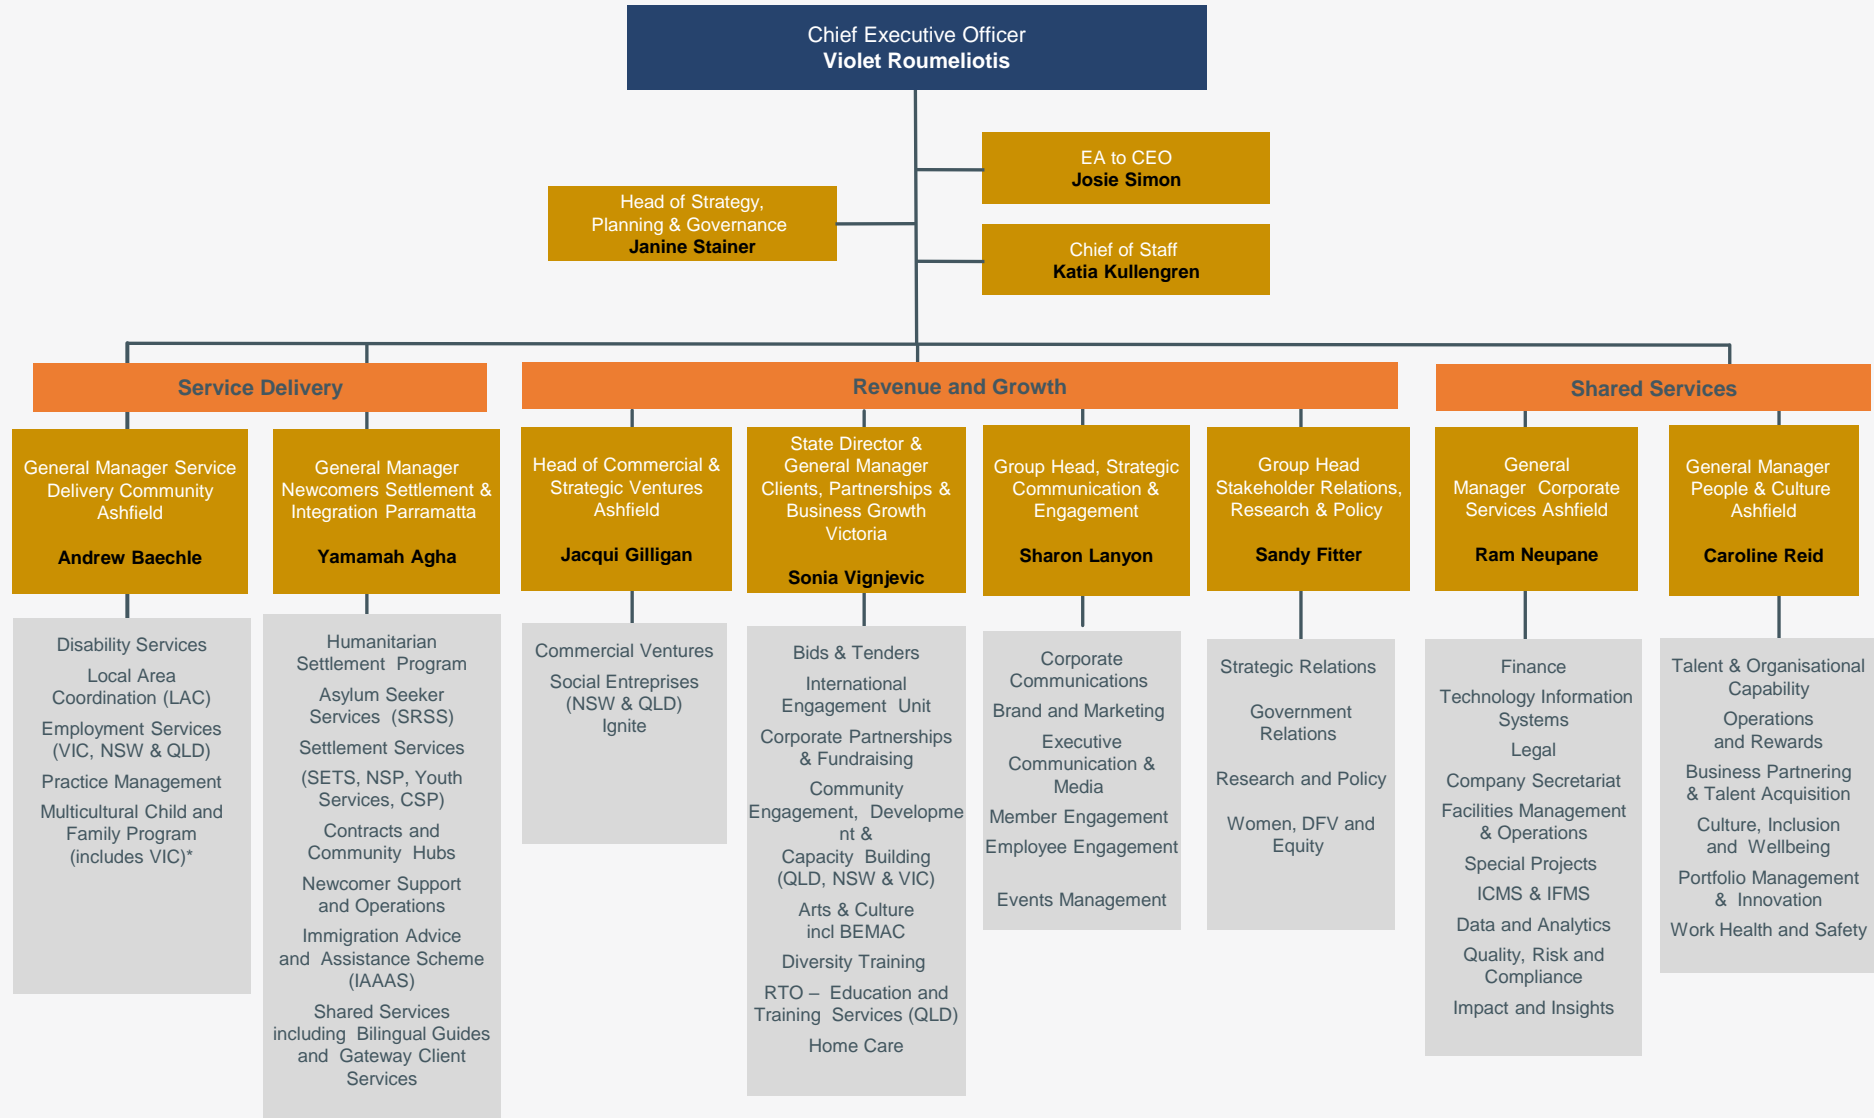 Chief Executive Officer
Violet Roumeliotis
EA to CEO
Josie Simon
Head of Strategy,
Planning & Governance
Janine Stainer
Chief of Staff
Katia Kullengren
Service Delivery
Revenue and Growth
Shared Services
General Manager Service
Delivery Community
Ashfield
Andrew Baechle
General Manager
Newcomers Settlement &
Integration Parramatta
Yamamah Agha
Head of Commercial &
Strategic Ventures
Ashfield
Jacqui Gilligan
State Director &
General Manager
Clients, Partnerships &
Business Growth
Victoria
Sonia Vignjevic
Group Head, Strategic
Communication &
Engagement
Sharon Lanyon
Group Head
Stakeholder Relations,
Research & Policy
Sandy Fitter
General
Manager Corporate
Services Ashfield
Ram Neupane
General Manager
People & Culture
Ashfield
Caroline Reid
Disability Services
Local Area
Coordination (LAC)
Employment Services
(VIC, NSW & QLD)
Practice Management
Multicultural Child and
Family Program
(includes VIC)*
Humanitarian
Settlement Program
Asylum Seeker
Services (SRSS)
Settlement Services
(SETS, NSP, Youth
Services, CSP)
Contracts and
Community Hubs
Newcomer Support
and Operations
Immigration Advice
and Assistance Scheme
(IAAAS)
Shared Services
including Bilingual Guides
and Gateway Client
Services
Commercial Ventures
Social Entreprises
(NSW & QLD)
Ignite
Bids & Tenders
International
Engagement Unit
Corporate Partnerships
& Fundraising
Community
Engagement, Developme
nt &
Capacity Building
(QLD, NSW & VIC)
Arts & Culture
incl BEMAC
Diversity Training
RTO – Education and
Training Services (QLD)
Home Care
Corporate
Communications
Brand and Marketing
Executive
Communication &
Media
Member Engagement
Employee Engagement
Events Management
Strategic Relations
Government
Relations
Research and Policy
Women, DFV and
Equity
Finance
Technology Information
Systems
Legal
Company Secretariat
Facilities Management
& Operations
Special Projects
ICMS & IFMS
Data and Analytics
Quality, Risk and
Compliance
Impact and Insights
Talent & Organisational
Capability
Operations
and Rewards
Business Partnering
& Talent Acquisition
Culture, Inclusion
and Wellbeing
Portfolio Management
& Innovation
Work Health and Safety